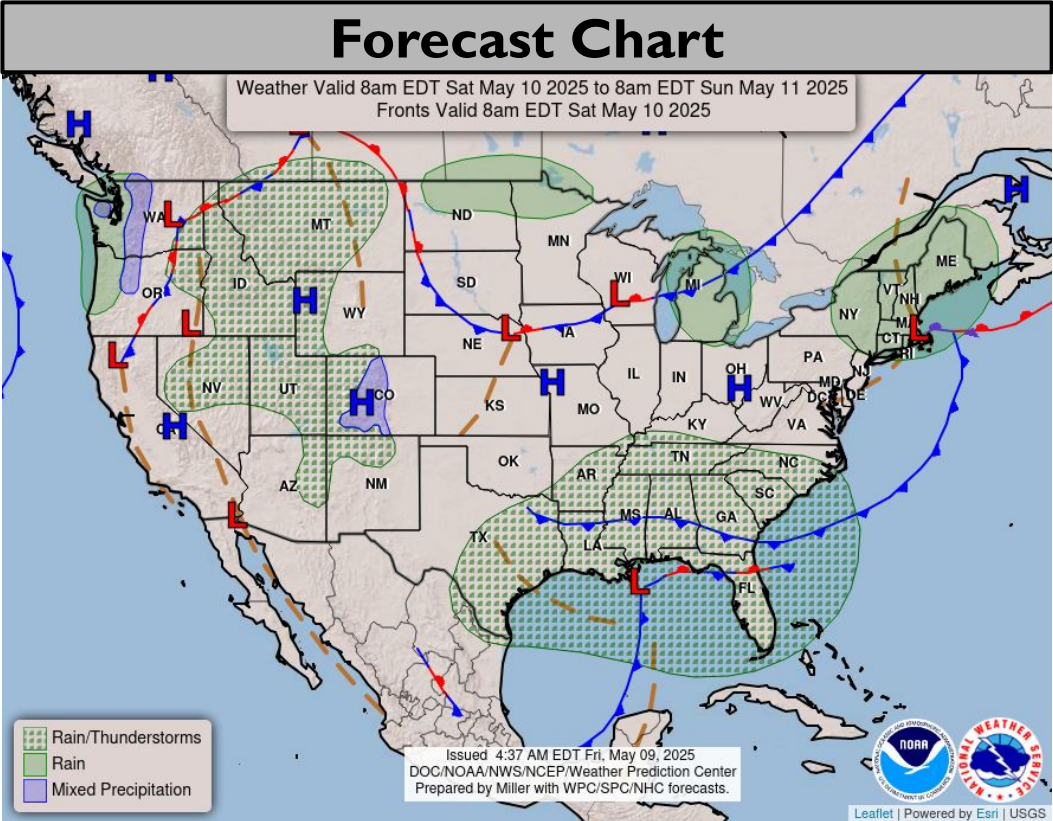 Forecast Chart
Weather Valid 8am EDT Sat May 10 2025 to 8am EDT Sun May 11 2025
Fronts Valid 8am EDT Sat May 10 2025
H
H
WA
L
MT
ND
MN
ME
OR
ID
H
WY
SD
WI
L
MI
VT
NH
NY
MA
L
CT
RI
L
L
NE
L
IA
PA
NJ
OH
NV
UT
H
CO
KS
H
MO
IL
IN
H
WV
MD
DC
DE
VA
KY
CA
H
AZ
NM
OK
AR
TN
NC
SC
L
TX
LA
MS
AL
GA
L
FL
Rain/Thunderstorms
Rain
Mixed Precipitation
Issued 4:37 AM EDT Fri, May 09, 2025
DOC/NOAA/NWS/NCEP/Weather Prediction Center
Prepared by Miller with WPC/SPC/NHC forecasts.
NOAA
NATIONAL WEATHER SERVICE
Leaflet | Powered by Esri | USGS